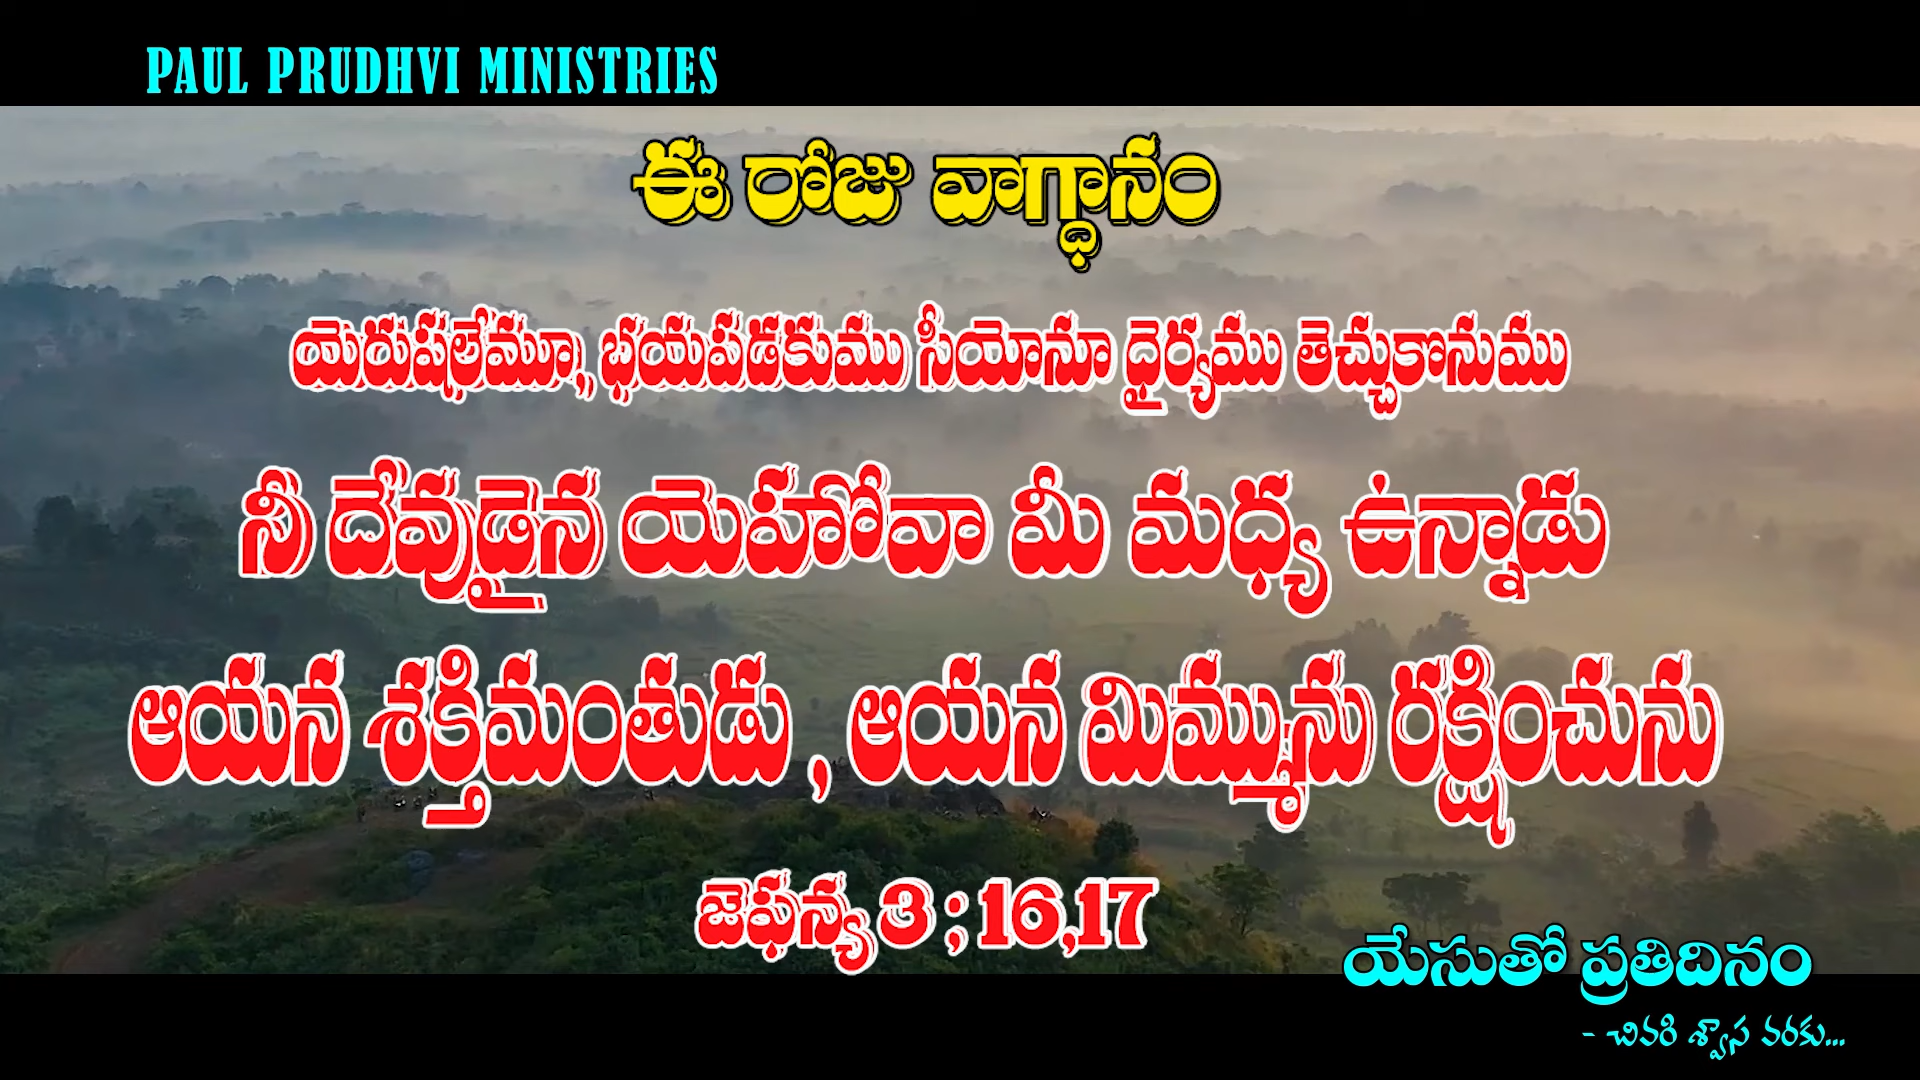 PAUL PRUDHVI MINISTRIES
ఈ రోజు వాగ్ధానం
యెరుషలేమూ, భయపడకుము సీయోనూ ధైర్యము తెచ్చుకొనుము
నీ దేవుడైన యెహోవా మీ మధ్య ఉన్నాడు
ఆయన శక్తిమంతుడు , ఆయన మిమ్మును రక్షించును
జెఫన్య 3 ; 16,17
యేసుతో ప్రతిదినం
- చివరి శ్వాస వరకు...